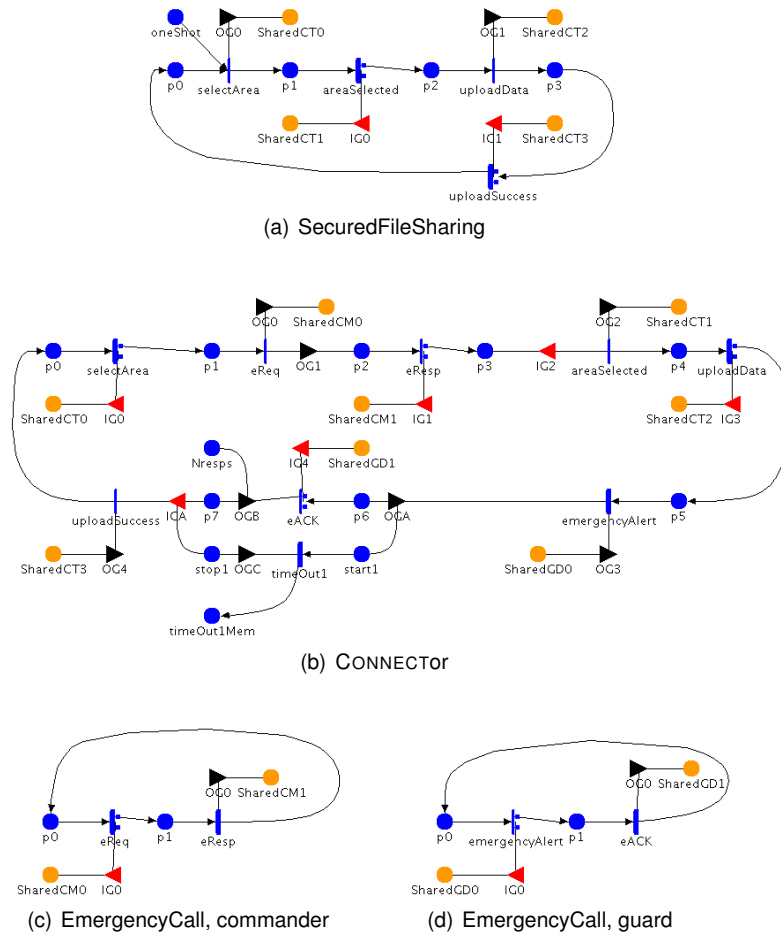 oneShot OG0 SharedCT0 OG1 SharedCT2
p0 selectArea p1 areaSelected p2 uploadData p3
SharedCT1 IG0 IG1 SharedCT3
uploadSuccess
(a) SecuredFileSharing
OG0 SharedCM0 OG2 SharedCT1
p0 selectArea p1 eReq OG1 p2 eResp p3 IG2 areaSelected p4 uploadData
SharedCT0 IG0 SharedCM1 IG1 SharedCT2 IG3
Nresps IG4 SharedGD1
uploadSuccess IGA p7 OGB eACK p6 OGA emergencyAlert p5
SharedCT3 OG4 stop1 OGC timeOut1 start1 SharedGD0 OG3
timeOut1Mem
(b) CONNECTor
OG0 SharedCM1 OG0 SharedGD1
p0 eReq p1 eResp p0 emergencyAlert p1 eACK
SharedCM0 IG0 SharedGD0 IG0
(c) EmergencyCall, commander (d) EmergencyCall, guard